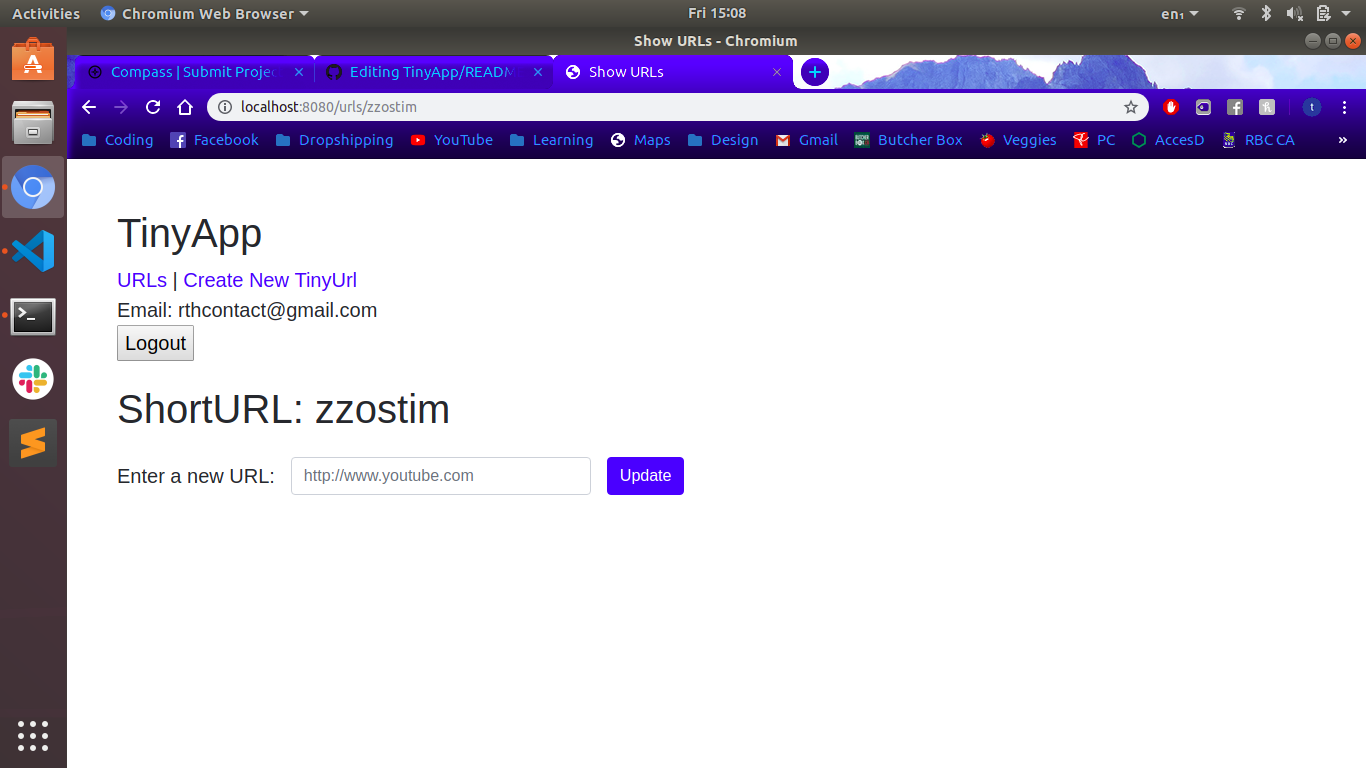 Activities Chromium Web Browser Fri 15:08 en₁
Show URLs - Chromium
Compass | Submit Proje Editing TinyApp/READM Show URLs
localhost:8080/urls/zzostim t
Coding Facebook Dropshipping YouTube Learning Maps Design Gmail Butcher Box Veggies PC AccesD RBC CA »
TinyApp
URLs | Create New TinyUrl
Email: rthcontact@gmail.com
Logout
ShortURL: zzostim
Enter a new URL: http://www.youtube.com Update